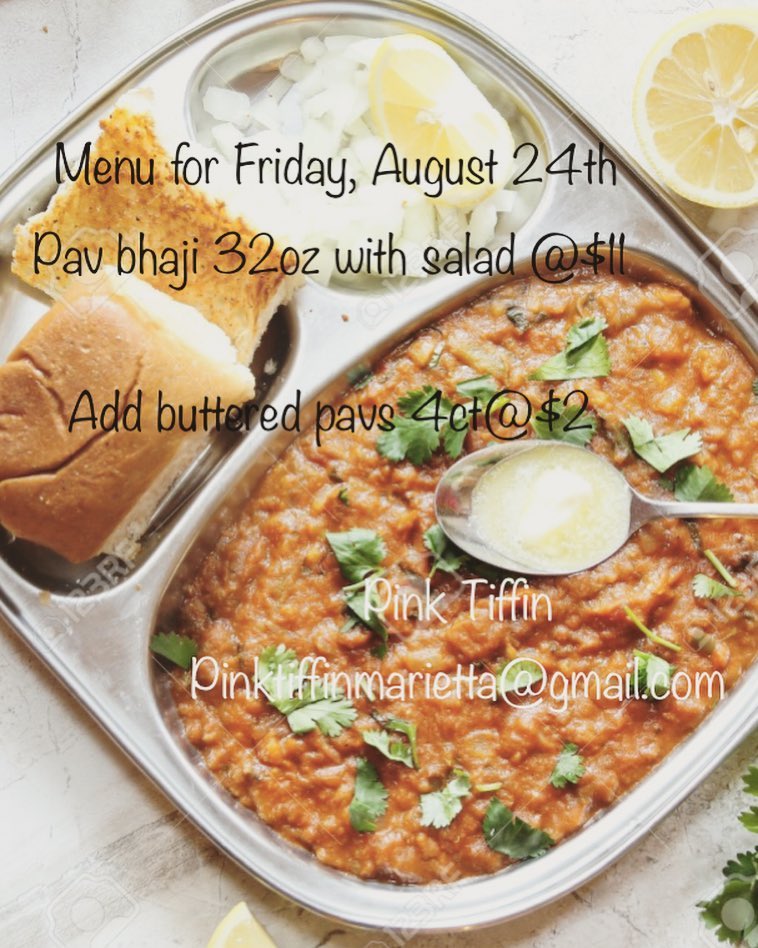 Menu for Friday, August 24th
Pav bhaji 32oz with salad @$11
Add buttered pavs 4ct@$2
Pink Tiffin
Pinktiffinmarietta@gmail.com